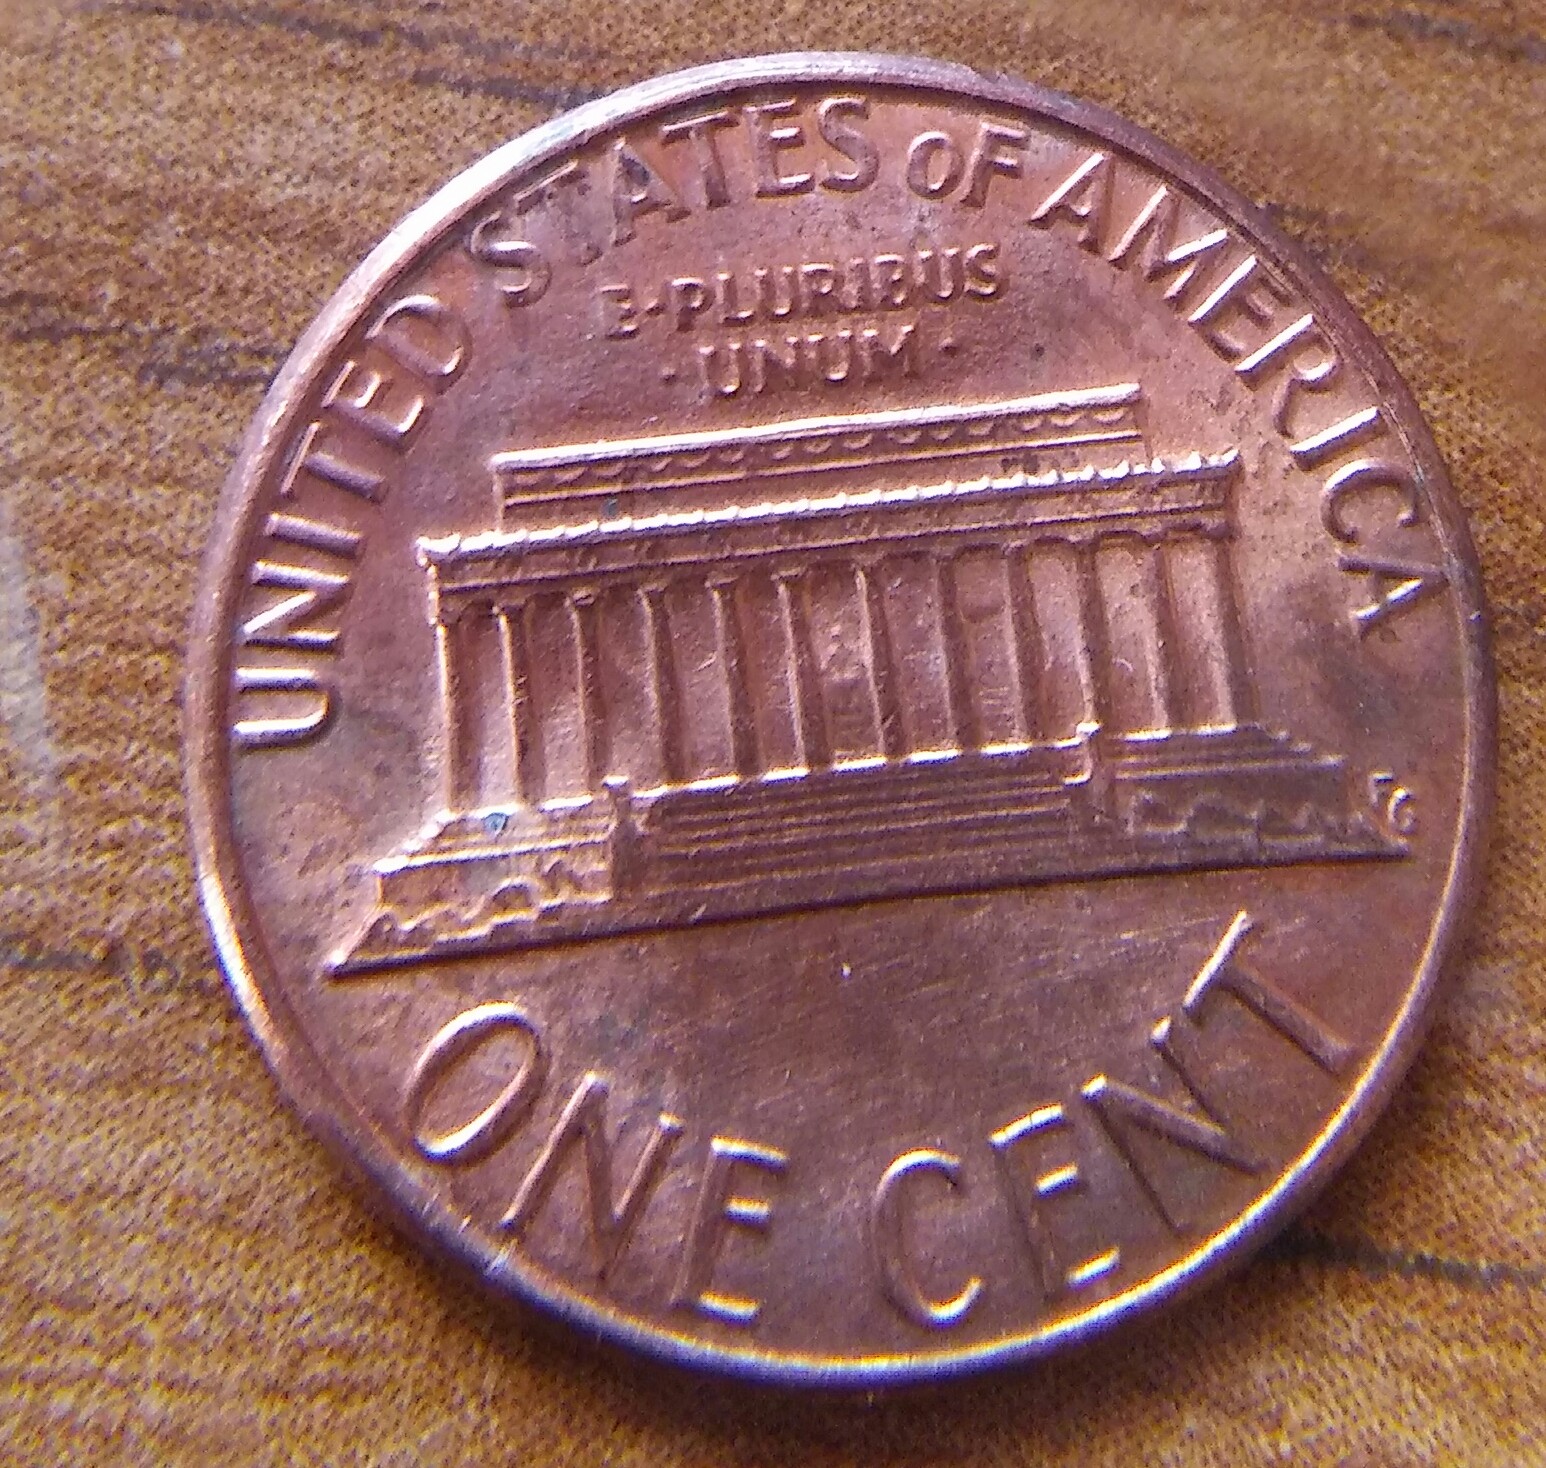 UNITED STATES OF AMERICA
E·PLURIBUS
·UNUM·
FG
ONE CENT